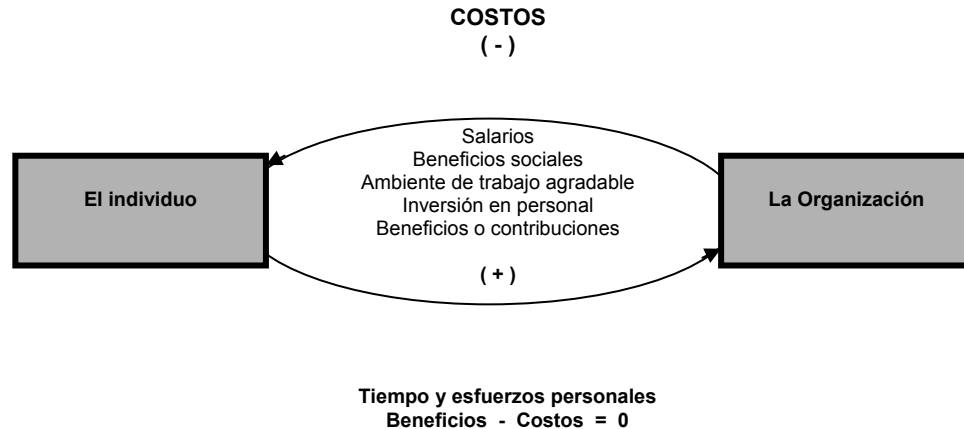 COSTOS
( - )
Salarios
Beneficios sociales
Ambiente de trabajo agradable
Inversión en personal
Beneficios o contribuciones
( + )
El individuo
La Organización
Tiempo y esfuerzos personales
Beneficios - Costos = 0